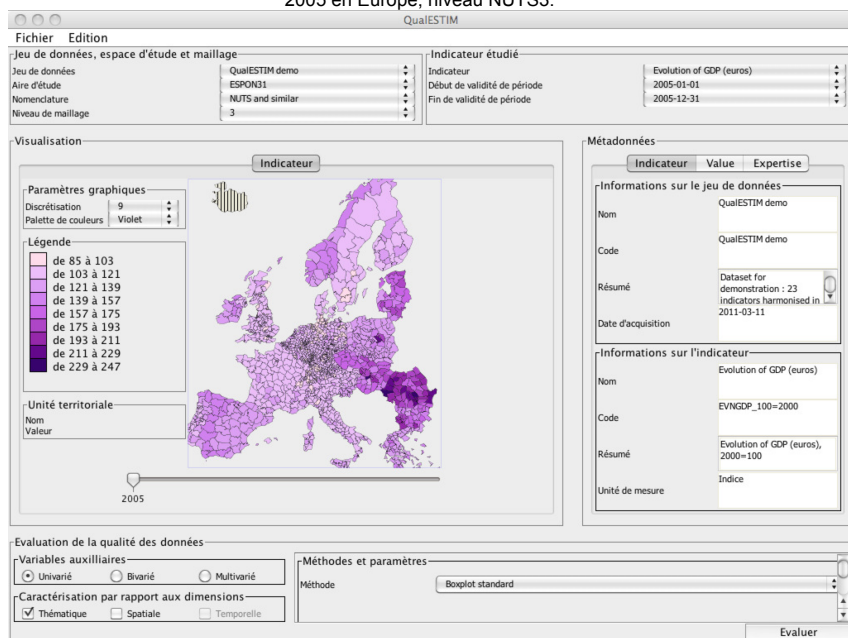 2005 en Europe, niveau NUTS3.
QualESTIM
Fichier Edition
Jeu de données, espace d'étude et maillage
Jeu de données QualESTIM demo
Aire d'étude ESPON31
Nomenclature NUTS and similar
Niveau de maillage 3
Indicateur étudié
Indicateur Evolution of GDP (euros)
Début de validité de période 2005-01-01
Fin de validité de période 2005-12-31
Visualisation
Indicateur
Paramètres graphiques
Discrétisation 9
Palette de couleurs Violet
Légende
de 85 à 103
de 103 à 121
de 121 à 139
de 139 à 157
de 157 à 175
de 175 à 193
de 193 à 211
de 211 à 229
de 229 à 247
Unité territoriale
Nom
Valeur
2005
Métadonnées
Indicateur Value Expertise
Informations sur le jeu de données
Nom QualESTIM demo
Code QualESTIM demo
Résumé Dataset for
demonstration : 23
indicators harmonised in
Date d'acquisition 2011-03-11
Informations sur l'indicateur
Nom Evolution of GDP (euros)
Code EVNGDP_100=2000
Résumé Evolution of GDP (euros),
2000=100
Unité de mesure Indice
Evaluation de la qualité des données
Variables auxilliaires
Univarié Bivarié Multivarié
Caractérisation par rapport aux dimensions
Thématique Spatiale Temporelle
Méthodes et paramètres
Méthode Boxplot standard
Evaluer